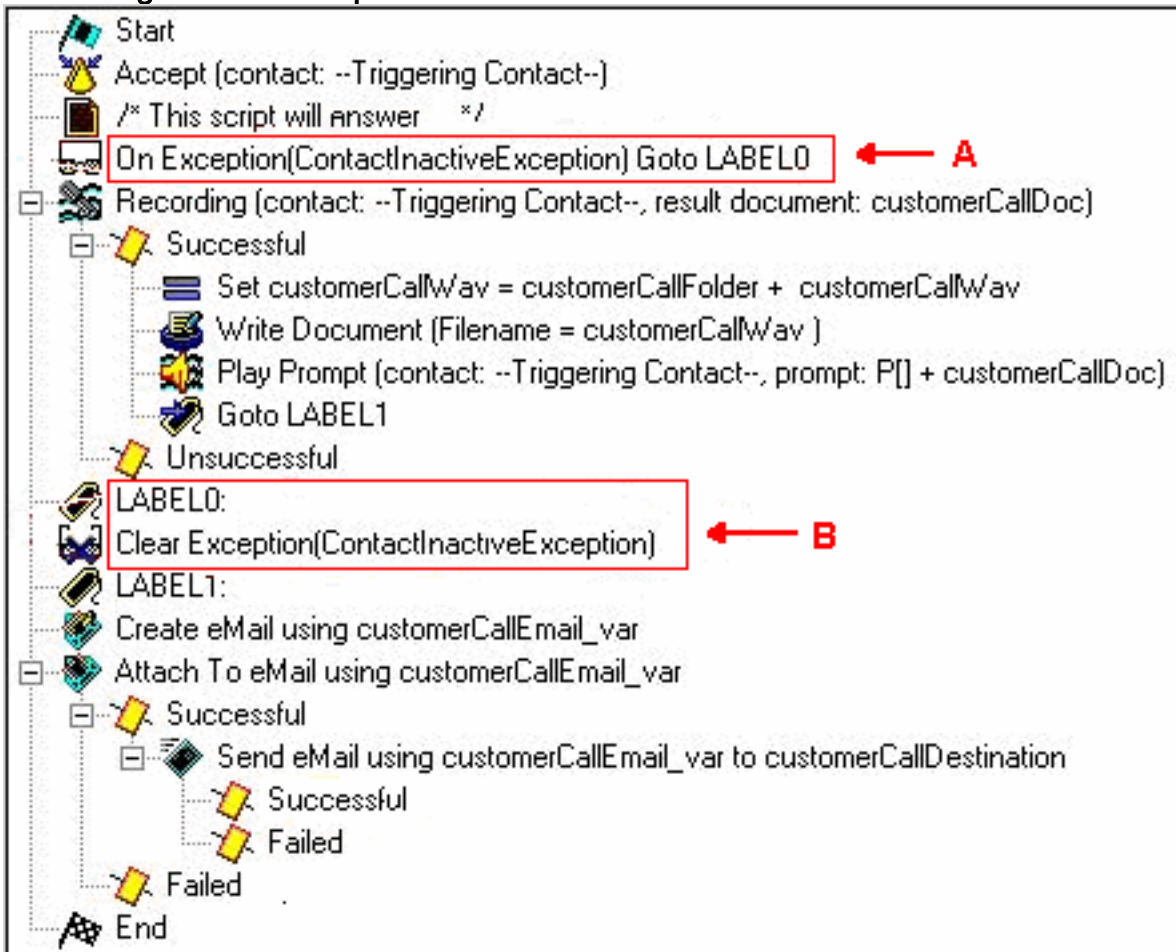 Start
Accept (contact: --Triggering Contact--)
/* This script will answer */
On Exception(ContactInactiveException) Goto LABEL0
A
Recording (contact: --Triggering Contact--, result document: customerCallDoc)
Successful
Set customerCallWav = customerCallFolder + customerCallWav
Write Document (Filename = customerCallWav )
Play Prompt (contact: --Triggering Contact--, prompt: P[] + customerCallDoc)
Goto LABEL1
Unsuccessful
LABEL0:
Clear Exception(ContactInactiveException)
B
LABEL1:
Create eMail using customerCallEmail_var
Attach To eMail using customerCallEmail_var
Successful
Send eMail using customerCallEmail_var to customerCallDestination
Successful
Failed
Failed
End